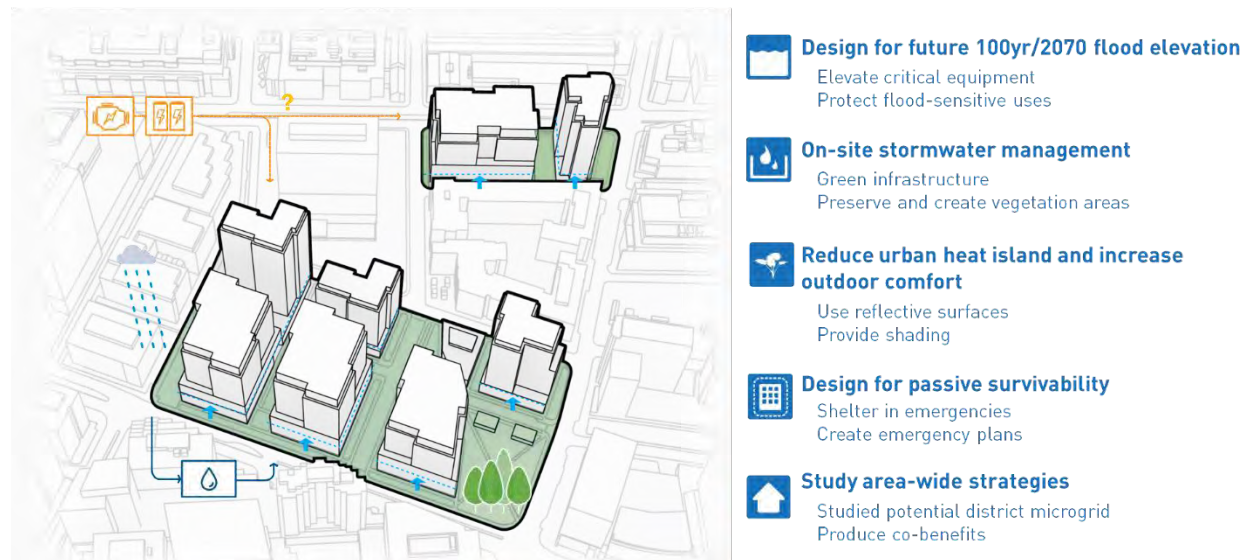 ?
Design for future 100yr/2070 flood elevation
Elevate critical equipment
Protect flood-sensitive uses
On-site stormwater management
Green infrastructure
Preserve and create vegetation areas
Reduce urban heat island and increase
outdoor comfort
Use reflective surfaces
Provide shading
Design for passive survivability
Shelter in emergencies
Create emergency plans
Study area-wide strategies
Studied potential district microgrid
Produce co-benefits